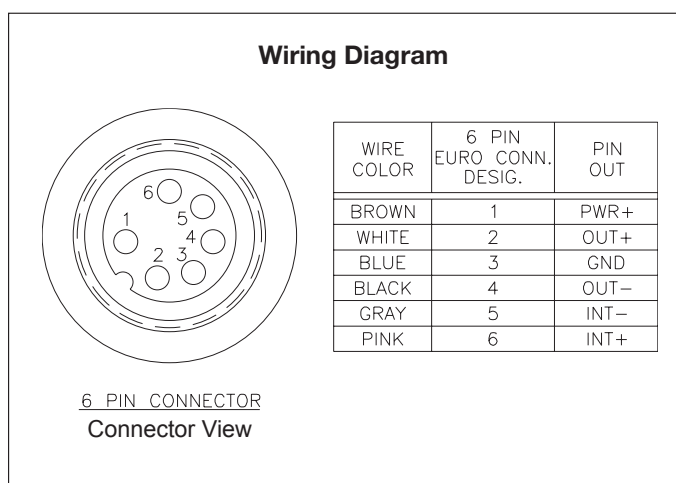 Wiring Diagram
6
5
1
4
2 3
6 PIN CONNECTOR
Connector View
WIRE COLOR | 6 PIN EURO CONN. DESIG. | PIN OUT
BROWN | 1 | PWR+
WHITE | 2 | OUT+
BLUE | 3 | GND
BLACK | 4 | OUT−
GRAY | 5 | INT−
PINK | 6 | INT+